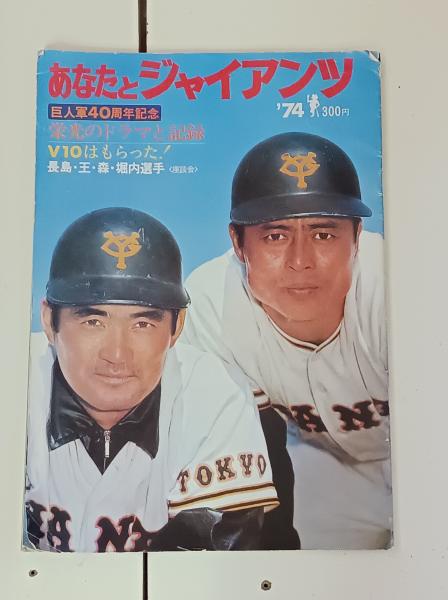 あなたとジャイアンツ
巨人軍40周年記念
'74 300円
栄光のドラマと記録
V10はもらった!
長島・王・森・堀内選手〈座談会〉
YG
YG
TOKYO